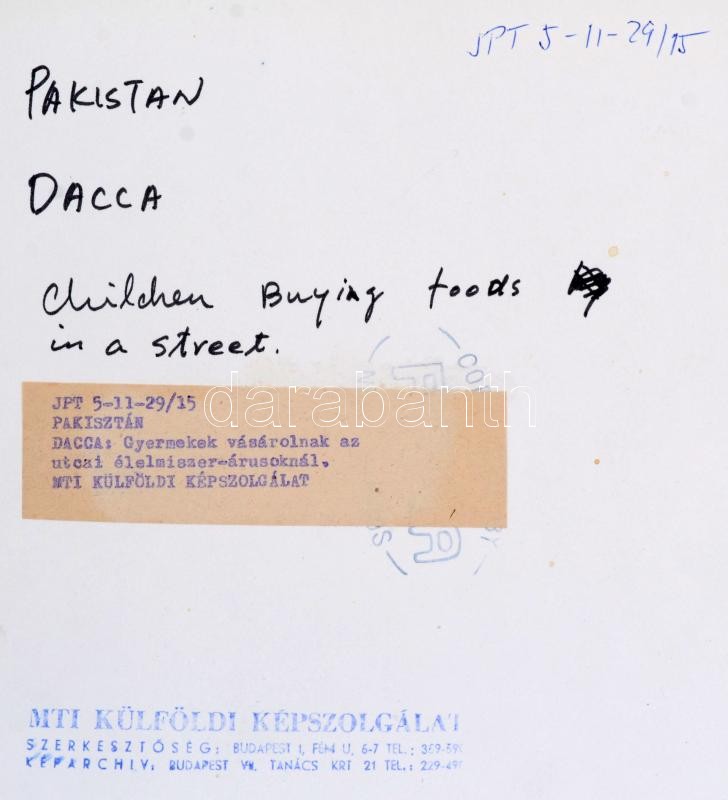 JPT 5-11-29/15
PAKISTAN
DACCA
Children Buying foods
in a street.
JPT 5-11-29/15
PAKISZTÁN
DACCA: Gyermekek vásárolnak az
utcai élelmiszer-árusoknál.
MTI KÜLFÖLDI KÉPSZOLGÁLAT
darabanth
MTI KÜLFÖLDI KÉPSZOLGÁLAT
SZERKESZTŐSÉG: BUDAPEST I, FÉM U. 6-7 TEL.: 369-
KÉPARCHIV: BUDAPEST VII. TANÁCS KRT 21 TEL.: 229-